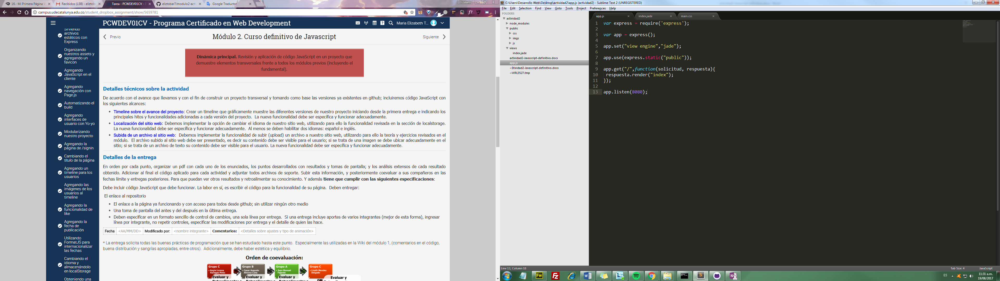 16.- Mi Primera Página W
Recibidos (138) - eliztob
Tarea - PCWDEV01CV - P
eliztobar7/modulo2-acti
Google Traductor
Elizabeth
campus.udecatalunya.edu.co/student_dropbox_assignment/show/5659781
PCWDEV01CV - Programa Certificado en Web Development
Maria Elizabeth T...
Sirviendo
archivos
estáticos con
Express
Organizando
nuestros assets y
agregando un
favicon
Agregando
JavaScript en el
cliente
Agregando
navegación con
Page.js
Automatizando el
build
Agregando
interfaces de
usuario con Yo-yo
Modularizando
nuestro proyecto
Agregando la
página de /signin
Cambiando el
título de la página
Agregando un
timeline para los
usuarios
Agregando las
imágenes de los
usuarios al
timeline
Agregando la
funcionalidad de
like
Agregando la
fecha de
publicación
Utilizando
FormatJS para
internacionalizar
las fechas
Cambiando el
idioma y
almacenándolo
en localStorage
Obteniendo una
Previo
Módulo 2. Curso definitivo de Javascript
Siguiente
Dinámica principal. Revisión y aplicación de código JavaScript en un proyecto que
demuestre elementos transversales frente a todos los módulos previos (incluyendo el
fundamental).
Detalles técnicos sobre la actividad
De acuerdo con el avance que llevamos y con el fin de construir un proyecto transversal y tomando como base las versiones ya existentes en github; incluiremos código JavaScript con
los siguientes alcances:
• Timeline sobre el avance del proyecto: Crear un timeline que gráficamente muestre las diferentes versiones de nuestro proyecto iniciando desde la primera entrega e indicando los
principales hitos y funcionalidades adicionadas a cada versión del proyecto. La nueva funcionalidad debe ser específica y funcionar adecuadamente.
• Localización del sitio web: Debemos implementar la opción de cambiar el idioma de nuestro sitio web, utilizando para ello la funcionalidad revisada en la sección de localstorage.
La nueva funcionalidad debe ser específica y funcionar adecuadamente. Al menos se deben habilitar dos idiomas: español e inglés.
• Subida de un archivo al sitio web: Debemos implementar la funcionalidad de subir (upload) un archivo a nuestro sitio web, utilizando para ello la teoría y ejercicios revisados en el
módulo. El archivo subido al sitio web debe ser presentado, es decir su contenido debe ser visible para el usuario; si se trata de una imagen se debe ubicar adecuadamente en el
sitio; si se trata de un archivo de texto su contenido debe ser visible para el usuario. La nueva funcionalidad debe ser específica y funcionar adecuadamente.
Detalles de la entrega
En orden por cada punto, organizar un pdf con cada uno de los enunciados, los puntos desarrollados con resultados y tomas de pantalla; y los análisis extensos de cada resultado
obtenido. Adicionar al final el código aplicado para cada actividad y adjuntar todos archivos de soporte. Subir esta información, y posteriormente coevaluar a sus compañeros en las
fechas límite y entregas posteriores. Para que puedan ver otros resultados y retroalimentar su conocimiento. Y además tiene que cumplir con las siguientes especificaciones:
Debe incluir código JavaScript que debe funcionar. La labor en sí, es escribir el código para la funcionalidad de su página. Deben entregar:
El enlace al repositorio
• El enlace a la página ya funcionando y con acceso para todos desde github; sin utilizar ningún otro medio
• Una toma de pantalla del antes y del después en la última entrega.
• Deben especificar en un formato sencillo de control de cambios, una sola línea por entrega. Si una entrega incluye aportes de varios integrantes (mejor de esta forma), ingresar
línea por integrante, no repetir controles, especificar las modificaciones por entrega y el detalle de quien las hace.
Fecha <AA/MM/DD> Modificado por: <nombre integrante> Comentarios: <Detalles sobre ajustes y tipo de animación>
* La entrega solicita todas las buenas prácticas de programación que se han estudiado hasta este punto. Especialmente las utilizadas en la Wiki del módulo 1, (comentarios en el código,
buena distribución y sangrías apropiadas, entre otros). Adicionalmente, debe haber estética y equilibrio.
Orden de coevaluación:
Grupo C
• Angie Lorena
Vanegas Pinto
Evaluar y
Grupo B
• Cesar Augusto
Alvarez Luna
Evaluar y
Grupo A
• Juan Manuel
Fajardo
Evaluar y
Grupo C
• Lizeth Mendez
Delgado
Evaluar y
C:\Users\Desarrollo Web\Desktop\actividad2\app.js (actividad2) - Sublime Text 2 (UNREGISTERED)
File Edit Selection Find View Goto Tools Project Preferences Help
FOLDERS
actividad2
node_modules
public
css
imgs
js
views
index.jade
actividad2-Javascript-definitivo.docx
app.js
~$tividad2-Javascript-definitivo.docx
~WRL3527.tmp
app.js
index.jade
main.css
1 var express = require('express');
2
3 var app = express();
4
5 app.set("view engine","jade");
6
7 app.use(express.static("public"));
8
9 app.get("/",function(solicitud, respuesta){
10 respuesta.render("index");
11 });
12
13 app.listen(8080);
Line 13, Column 18
Tab Size: 4
JavaScript
ES
11:31 a.m.
19/08/2017